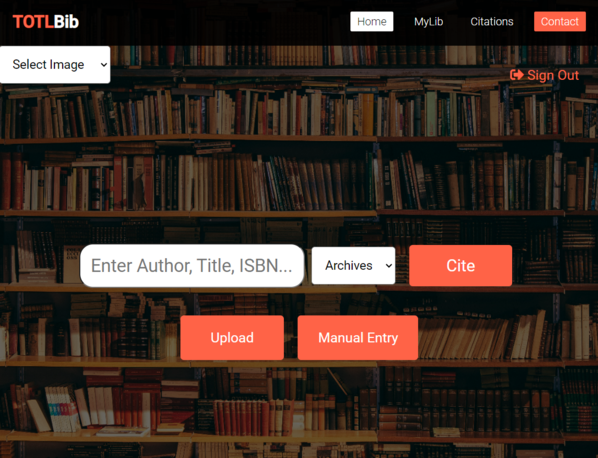 TOTLBib
Home
MyLib
Citations
Contact
Select Image
Sign Out
Enter Author, Title, ISBN...
Archives
Cite
Upload
Manual Entry